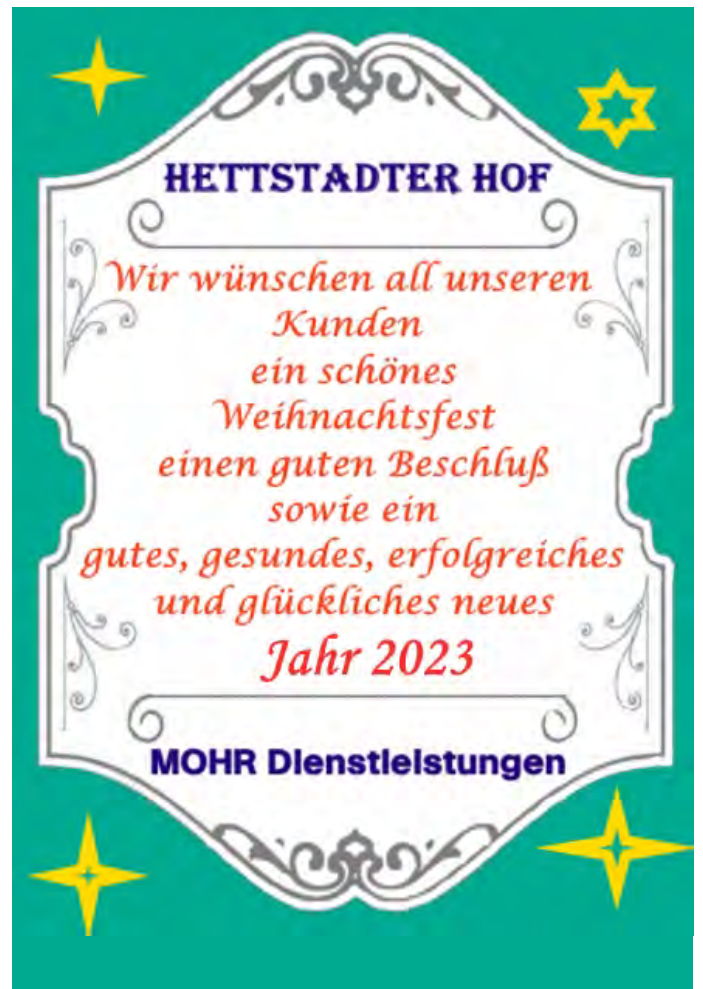 HETTSTADTER HOF
Wir wünschen all unseren
Kunden
ein schönes
Weihnachtsfest
einen guten Beschluß
sowie ein
gutes, gesundes, erfolgreiches
und glückliches neues
Jahr 2023
MOHR Dienstleistungen